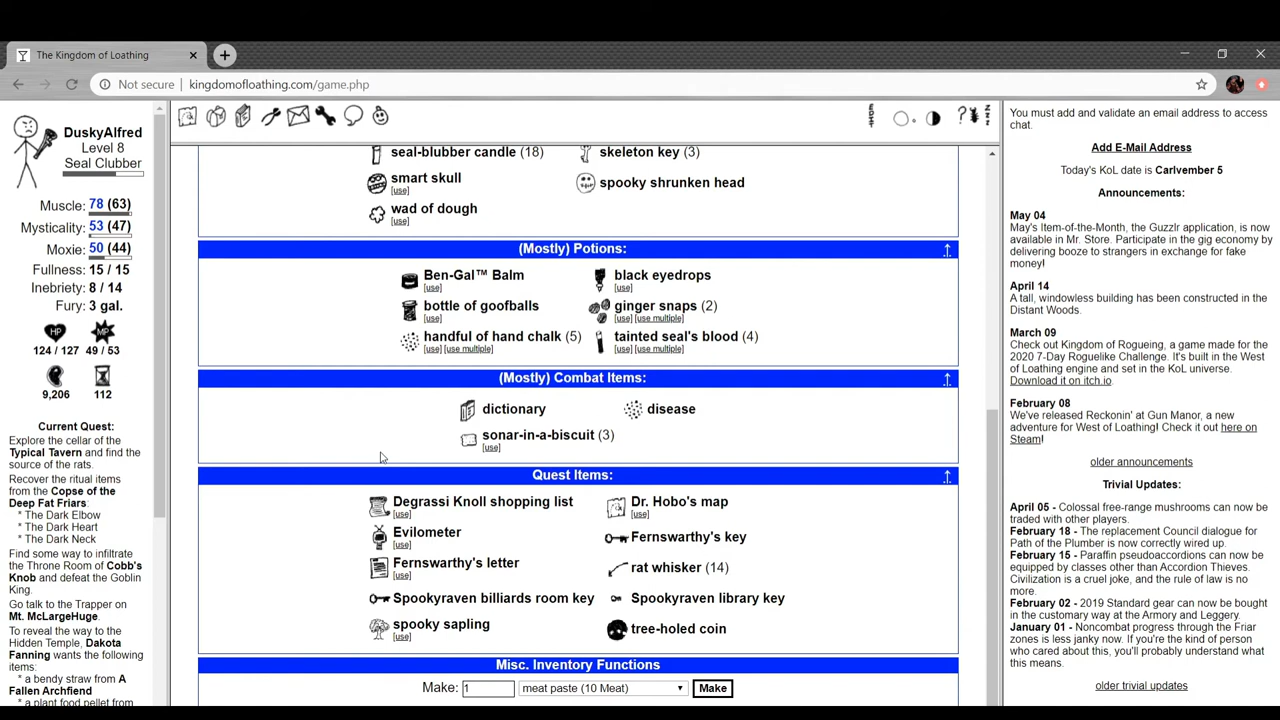 The Kingdom of Loathing
Not secure | kingdomofloathing.com/game.php
DuskyAlfred
Level 8
Seal Clubber
Muscle: 78 (63)
Mysticality: 53 (47)
Moxie: 50 (44)
Fullness: 15 / 15
Inebriety: 8 / 14
Fury: 3 gal.
HP MP
124 / 127 49 / 53
9,206 112
Current Quest:
Explore the cellar of the
Typical Tavern and find the
source of the rats.
Recover the ritual items
from the Copse of the
Deep Fat Friars:
* The Dark Elbow
* The Dark Heart
* The Dark Neck
Find some way to infiltrate
the Throne Room of Cobb's
Knob and defeat the Goblin
King.
Go talk to the Trapper on
Mt. McLargeHuge.
To reveal the way to the
Hidden Temple, Dakota
Fanning wants the following
items:
* a bendy straw from A
Fallen Archfiend
* a plant food pellet from
EDIT
seal-blubber candle (18) skeleton key (3)
smart skull spooky shrunken head
[use]
wad of dough
[use]
(Mostly) Potions:
Ben-Gal™ Balm black eyedrops
[use] [use]
bottle of goofballs ginger snaps (2)
[use] [use] [use multiple]
handful of hand chalk (5) tainted seal's blood (4)
[use] [use multiple] [use] [use multiple]
(Mostly) Combat Items:
dictionary disease
sonar-in-a-biscuit (3)
[use]
Quest Items:
Degrassi Knoll shopping list Dr. Hobo's map
[use] [use]
Evilometer Fernswarthy's key
[use]
Fernswarthy's letter rat whisker (14)
[use]
Spookyraven billiards room key Spookyraven library key
spooky sapling tree-holed coin
[use]
Misc. Inventory Functions
Make: 1 meat paste (10 Meat) Make
You must add and validate an email address to access
chat.
Add E-Mail Address
Today's KoL date is Carlvember 5
Announcements:
May 04
May's Item-of-the-Month, the Guzzlr application, is now
available in Mr. Store. Participate in the gig economy by
delivering booze to strangers in exchange for fake
money!
April 14
A tall, windowless building has been constructed in the
Distant Woods.
March 09
Check out Kingdom of Rogueing, a game made for the
2020 7-Day Roguelike Challenge. It's built in the West
of Loathing engine and set in the KoL universe.
Download it on itch.io.
February 08
We've released Reckonin' at Gun Manor, a new
adventure for West of Loathing! Check it out here on
Steam!
older announcements
Trivial Updates:
April 05 - Colossal free-range mushrooms can now be
traded with other players.
February 18 - The replacement Council dialogue for
Path of the Plumber is now correctly wired up.
February 15 - Paraffin pseudoaccordions can now be
equipped by classes other than Accordion Thieves.
Civilization is a cruel joke, and the rule of law is no
more.
February 02 - 2019 Standard gear can now be bought
in the customary way at the Armory and Leggery.
January 01 - Noncombat progress through the Friar
zones is less janky now. If you're the kind of person
who cared about this, you'll probably understand what
this means.
older trivial updates